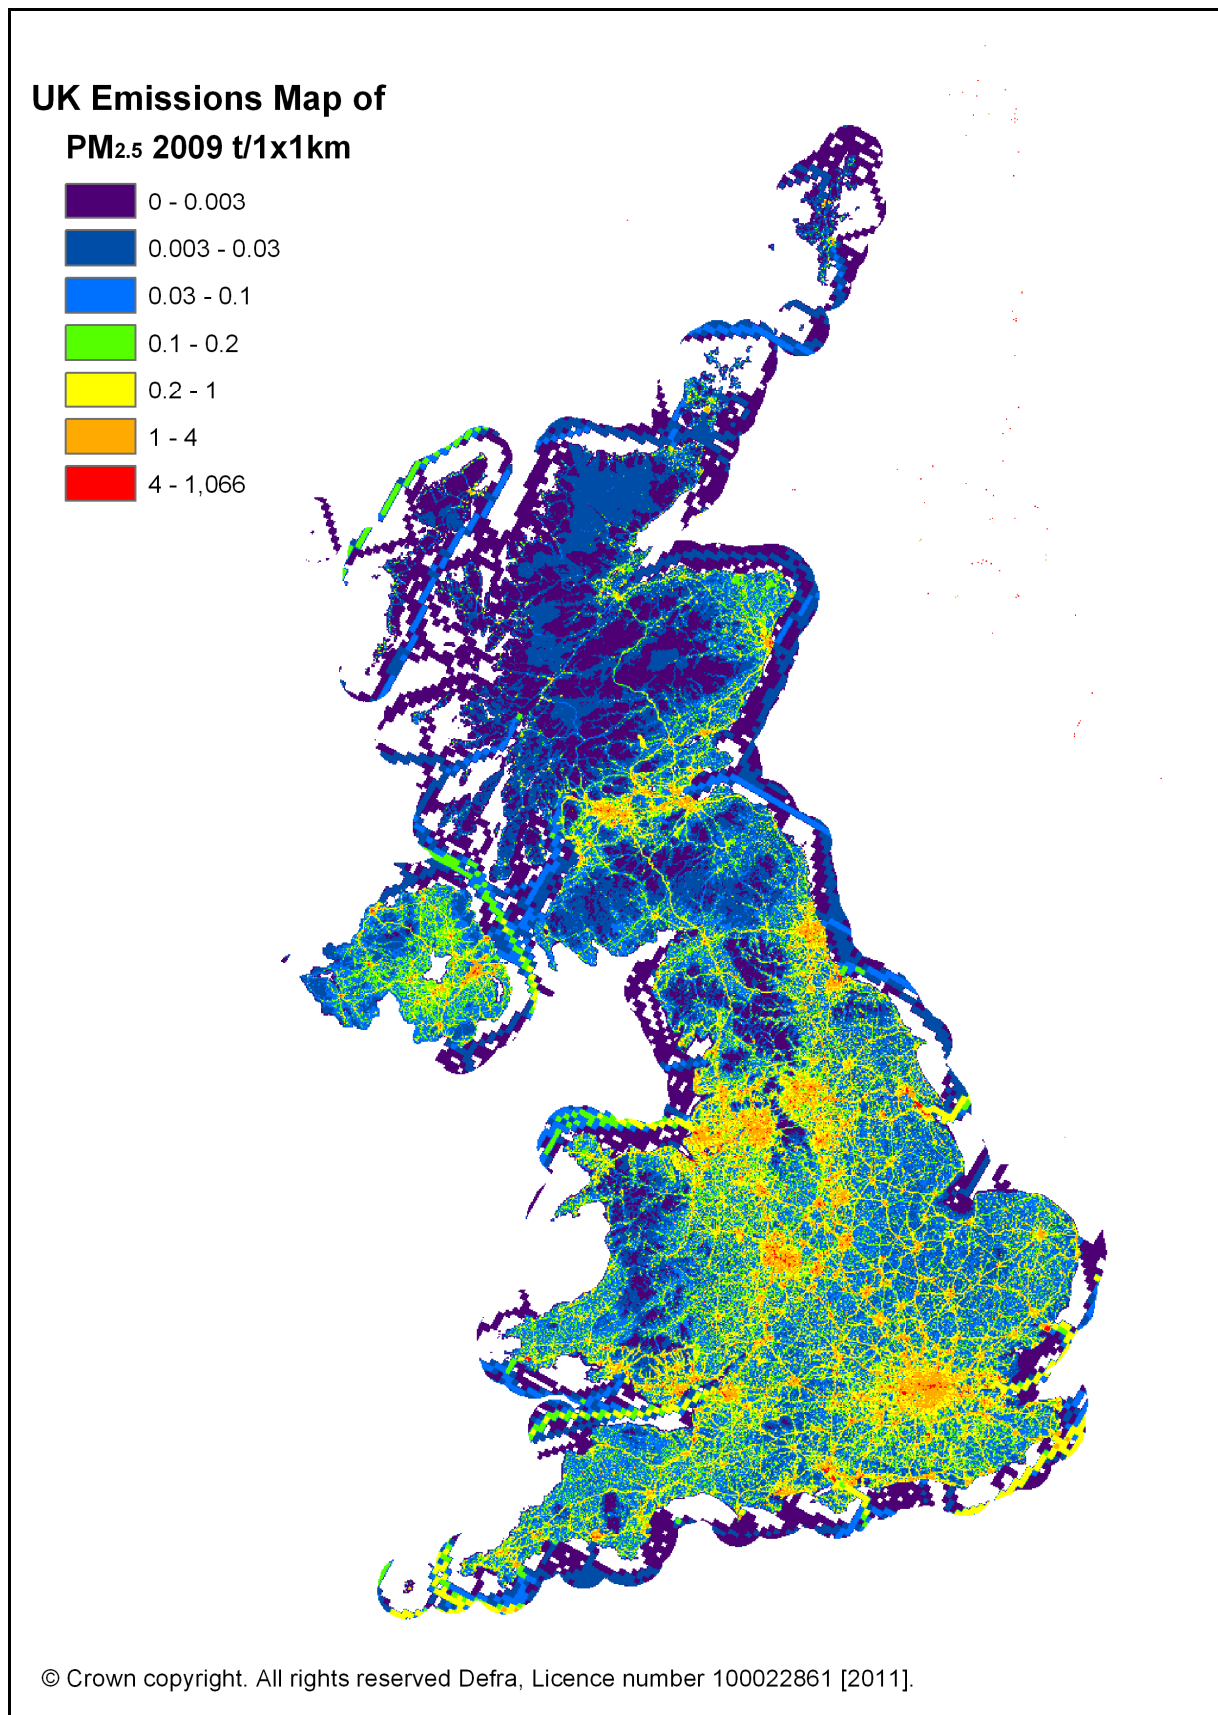 UK Emissions Map of
PM2.5 2009 t/1x1km
0 - 0.003
0.003 - 0.03
0.03 - 0.1
0.1 - 0.2
0.2 - 1
1 - 4
4 - 1,066
© Crown copyright. All rights reserved Defra, Licence number 100022861 [2011].